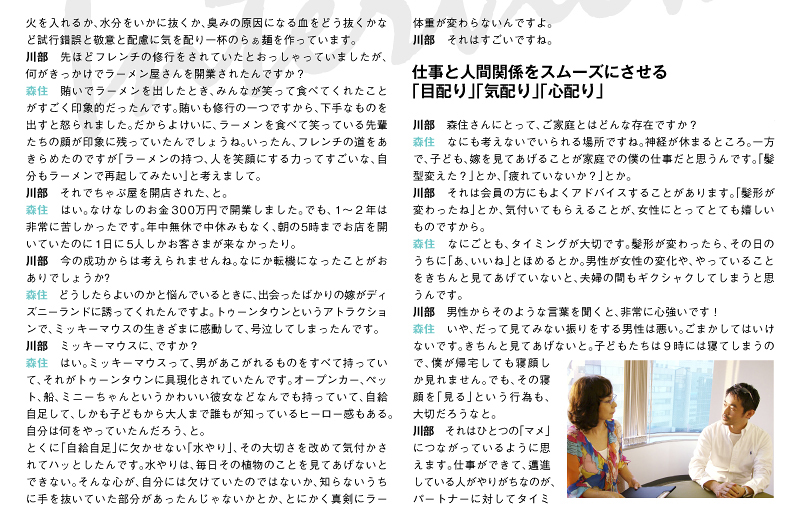 火を入れるか、水分をいかに抜くか、臭みの原因になる血をどう抜くかな
ど試行錯誤と敬意と配慮に気を配り一杯のらぁ麺を作っています。
川部　先ほどフレンチの修行をされていたとおっしゃっていましたが、
何がきっかけでラーメン屋さんを開業されたんですか？
森住　賄いでラーメンを出したとき、みんなが笑って食べてくれたこと
がすごく印象的だったんです。賄いも修行の一つですから、下手なものを
出すと怒られました。だからよけいに、ラーメンを食べて笑っている先輩
たちの顔が印象に残っていたんでしょうね。いったん、フレンチの道をあ
きらめたのですが「ラーメンの持つ、人を笑顔にする力ってすごいな、自
分もラーメンで再起してみたい」と考えまして。
川部　それでちゃぶ屋を開店された、と。
森住　はい。なけなしのお金300万円で開業しました。でも、1～2年は
非常に苦しかったです。年中無休で中休みもなく、朝の5時までお店を開
いていたのに1日に5人しかお客さまが来なかったり。
川部　今の成功からは考えられませんね。なにか転機になったことがお
ありでしょうか？
森住　どうしたらよいのかと悩んでいるときに、出会ったばかりの嫁がディ
ズニーランドに誘ってくれたんですよ。トゥーンタウンというアトラクショ
ンで、ミッキーマウスの生きざまに感動して、号泣してしまったんです。
川部　ミッキーマウスに、ですか？
森住　はい。ミッキーマウスって、男があこがれるものをすべて持ってい
て、それがトゥーンタウンに具現化されていたんです。オープンカー、ペッ
ト、船、ミニーちゃんというかわいい彼女などなんでも持っていて、自給
自足して、しかも子どもから大人まで誰もが知っているヒーロー感もある。
自分は何をやっていたんだろう、と。
とくに「自給自足」に欠かせない「水やり」、その大切さを改めて気付かさ
れてハッとしたんです。水やりは、毎日その植物のことを見てあげないと
できない。そんな心が、自分には欠けていたのではないか、知らないうち
に手を抜いていた部分があったんじゃないかとか、とにかく真剣にラー
体重が変わらないんですよ。
川部　それはすごいですね。
仕事と人間関係をスムーズにさせる
「目配り」「気配り」「心配り」
川部　森住さんにとって、ご家庭とはどんな存在ですか？
森住　なにも考えないでいられる場所ですね。神経が休まるところ。一方
で、子ども、嫁を見てあげることが家庭での僕の仕事だと思うんです。「髪
型変えた？」とか、「疲れていないか？」とか。
川部　それは会員の方にもよくアドバイスすることがあります。「髪形が
変わったね」とか、気付いてもらえることが、女性にとってとても嬉しい
ものですから。
森住　なにごとも、タイミングが大切です。髪形が変わったら、その日の
うちに「あ、いいね」とほめるとか。男性が女性の変化や、やっていること
をきちんと見てあげていないと、夫婦の間もギクシャクしてしまうと思
うんです。
川部　男性からそのような言葉を聞くと、非常に心強いです！
森住　いや、だって見てみない振りをする男性は悪い。ごまかしてはいけ
ないです。きちんと見てあげないと。子どもたちは9時には寝てしまうの
で、僕が帰宅しても寝顔し
か見れません。でも、その寝
顔を「見る」という行為も、
大切だろうなと。
川部　それはひとつの「マメ」
につながっているように思
えます。仕事ができて、邁進
している人がやりがちなのが、
パートナーに対してタイミ